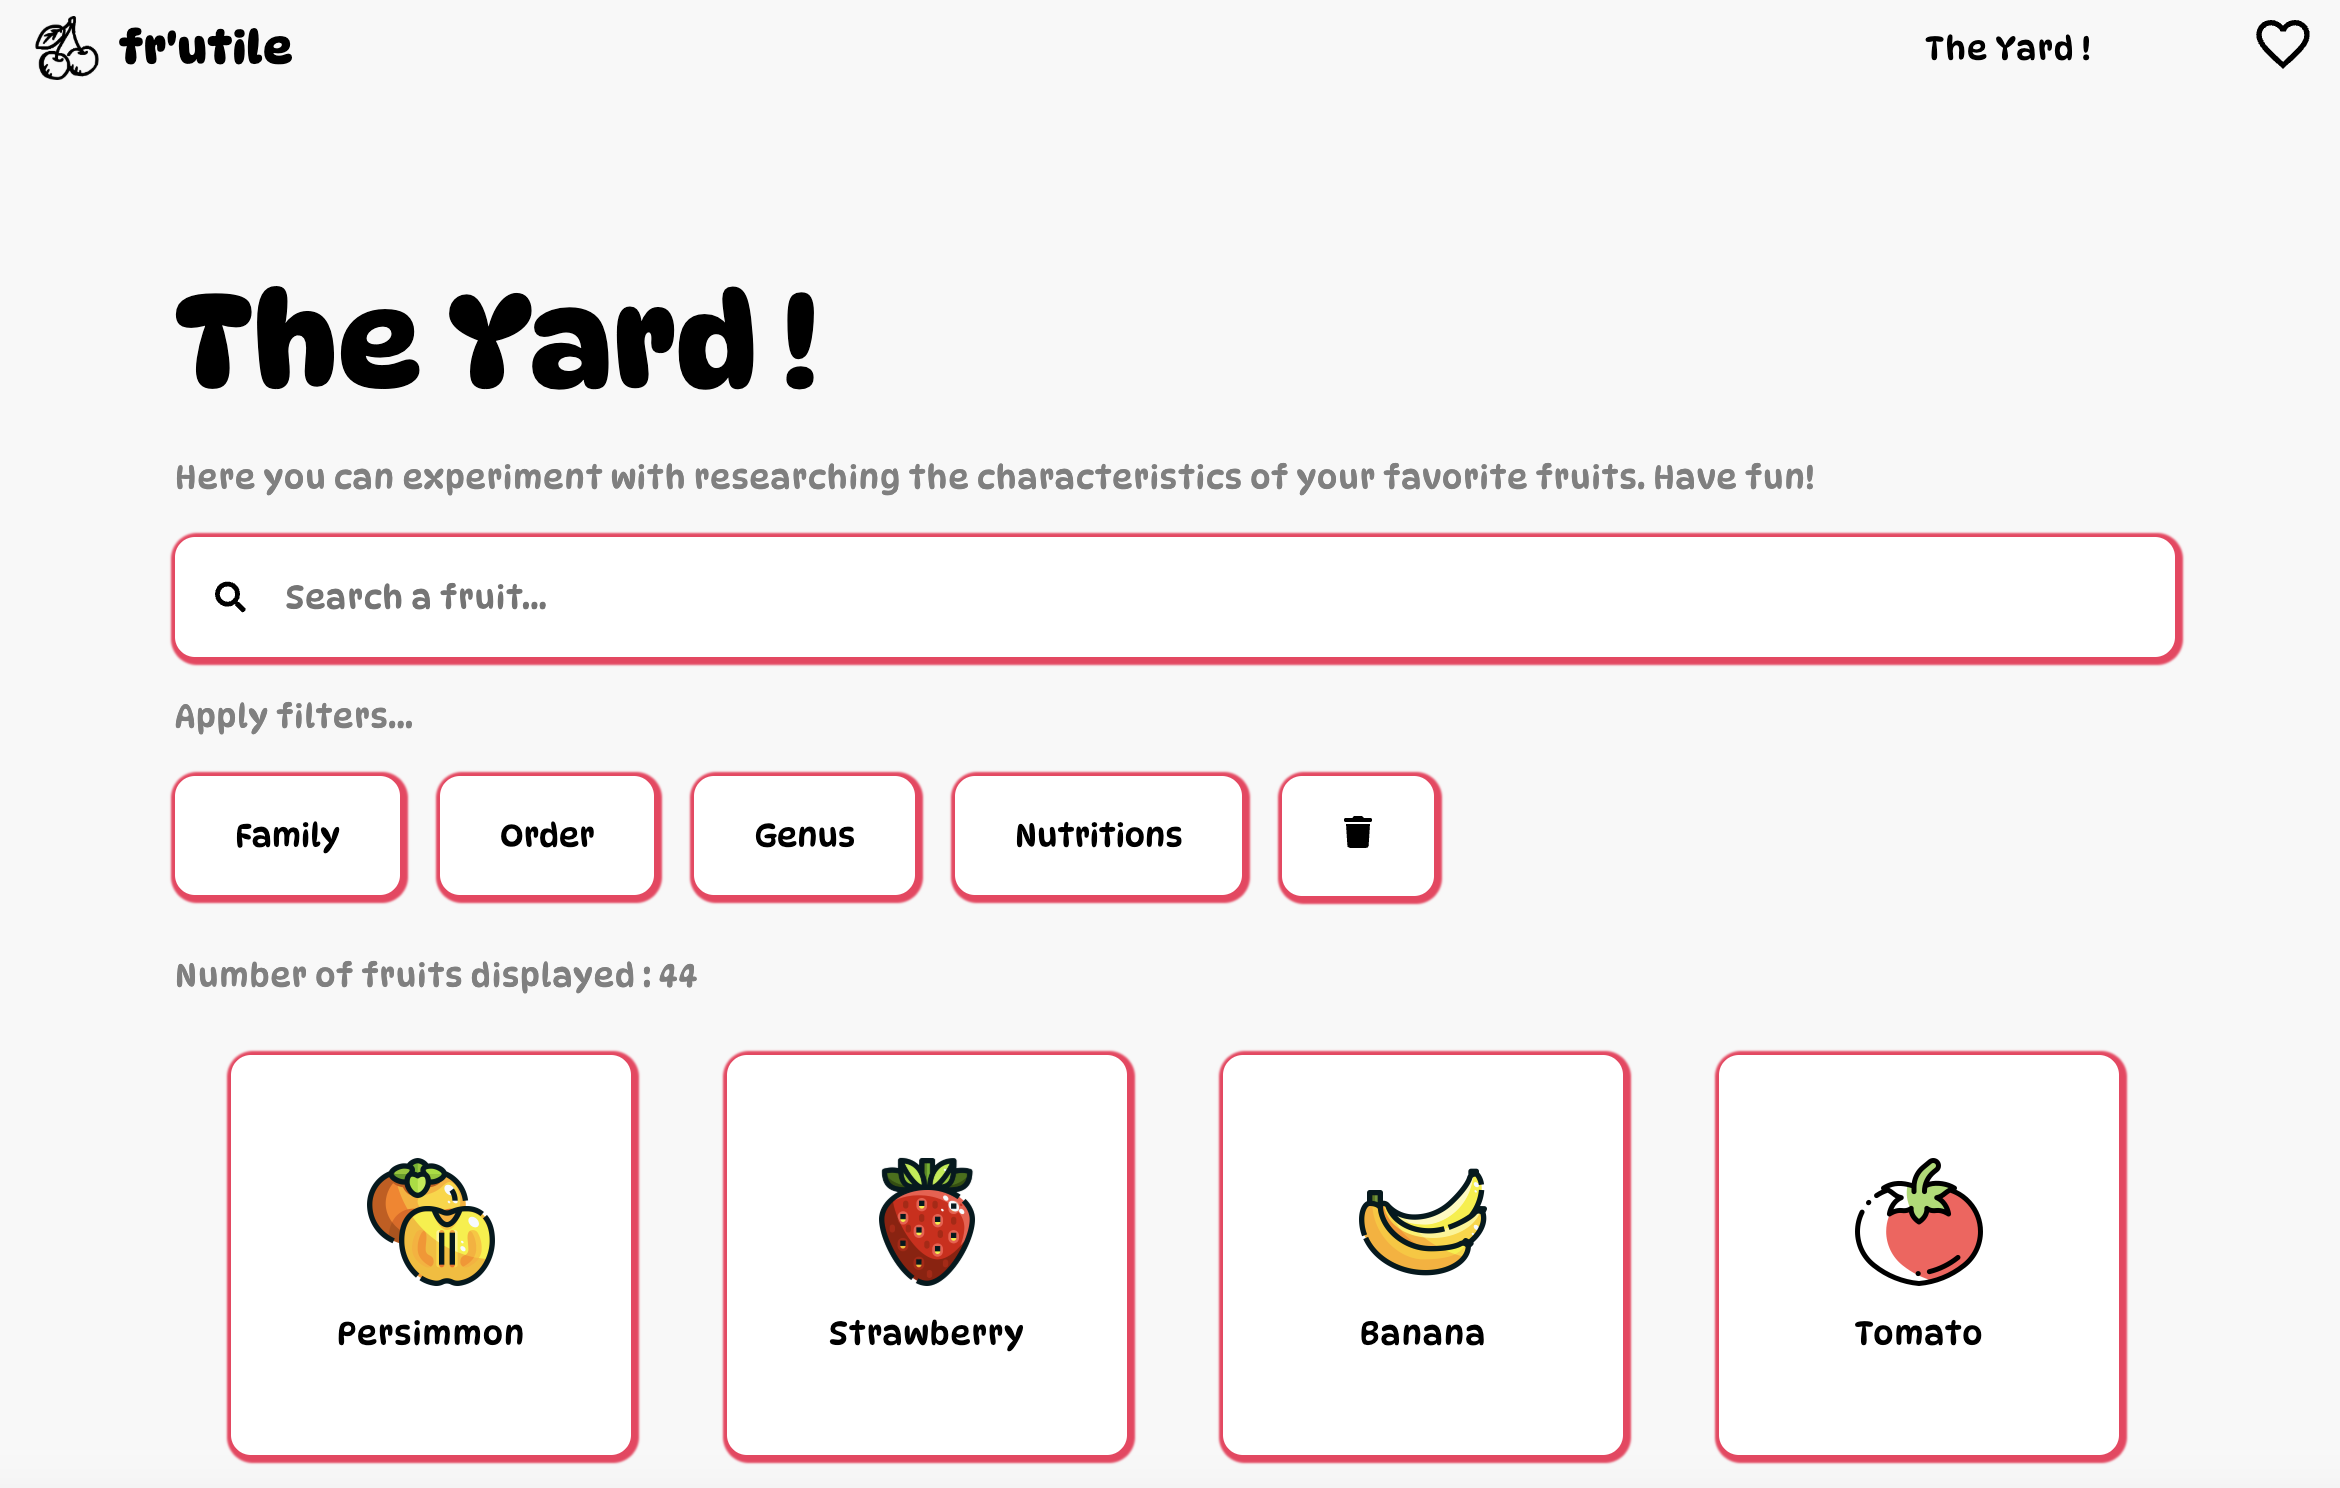 fr'utile
The Yard !
The Yard !
Here you can experiment with researching the characteristics of your favorite fruits. Have fun!
Search a fruit...
Apply filters...
Family
Order
Genus
Nutritions
Number of fruits displayed : 44
Persimmon
Strawberry
Banana
Tomato